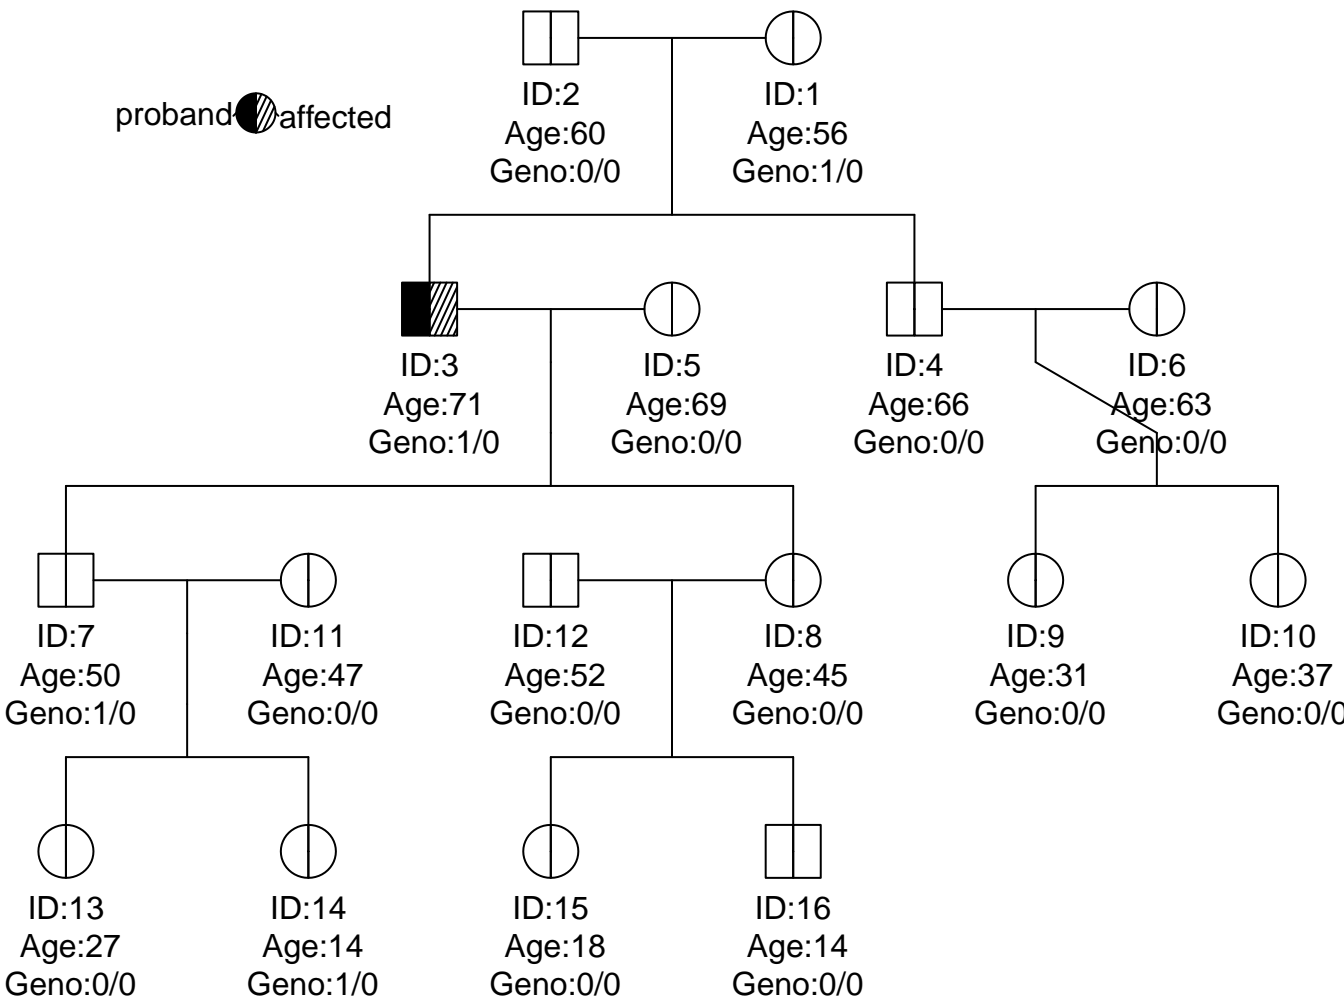 ID:2
Age:60
Geno:0/0
ID:1
Age:56
Geno:1/0
proband
affected
ID:3
Age:71
Geno:1/0
ID:5
Age:69
Geno:0/0
ID:4
Age:66
Geno:0/0
ID:6
Age:63
Geno:0/0
ID:7
Age:50
Geno:1/0
ID:11
Age:47
Geno:0/0
ID:12
Age:52
Geno:0/0
ID:8
Age:45
Geno:0/0
ID:9
Age:31
Geno:0/0
ID:10
Age:37
Geno:0/0
ID:13
Age:27
Geno:0/0
ID:14
Age:14
Geno:1/0
ID:15
Age:18
Geno:0/0
ID:16
Age:14
Geno:0/0